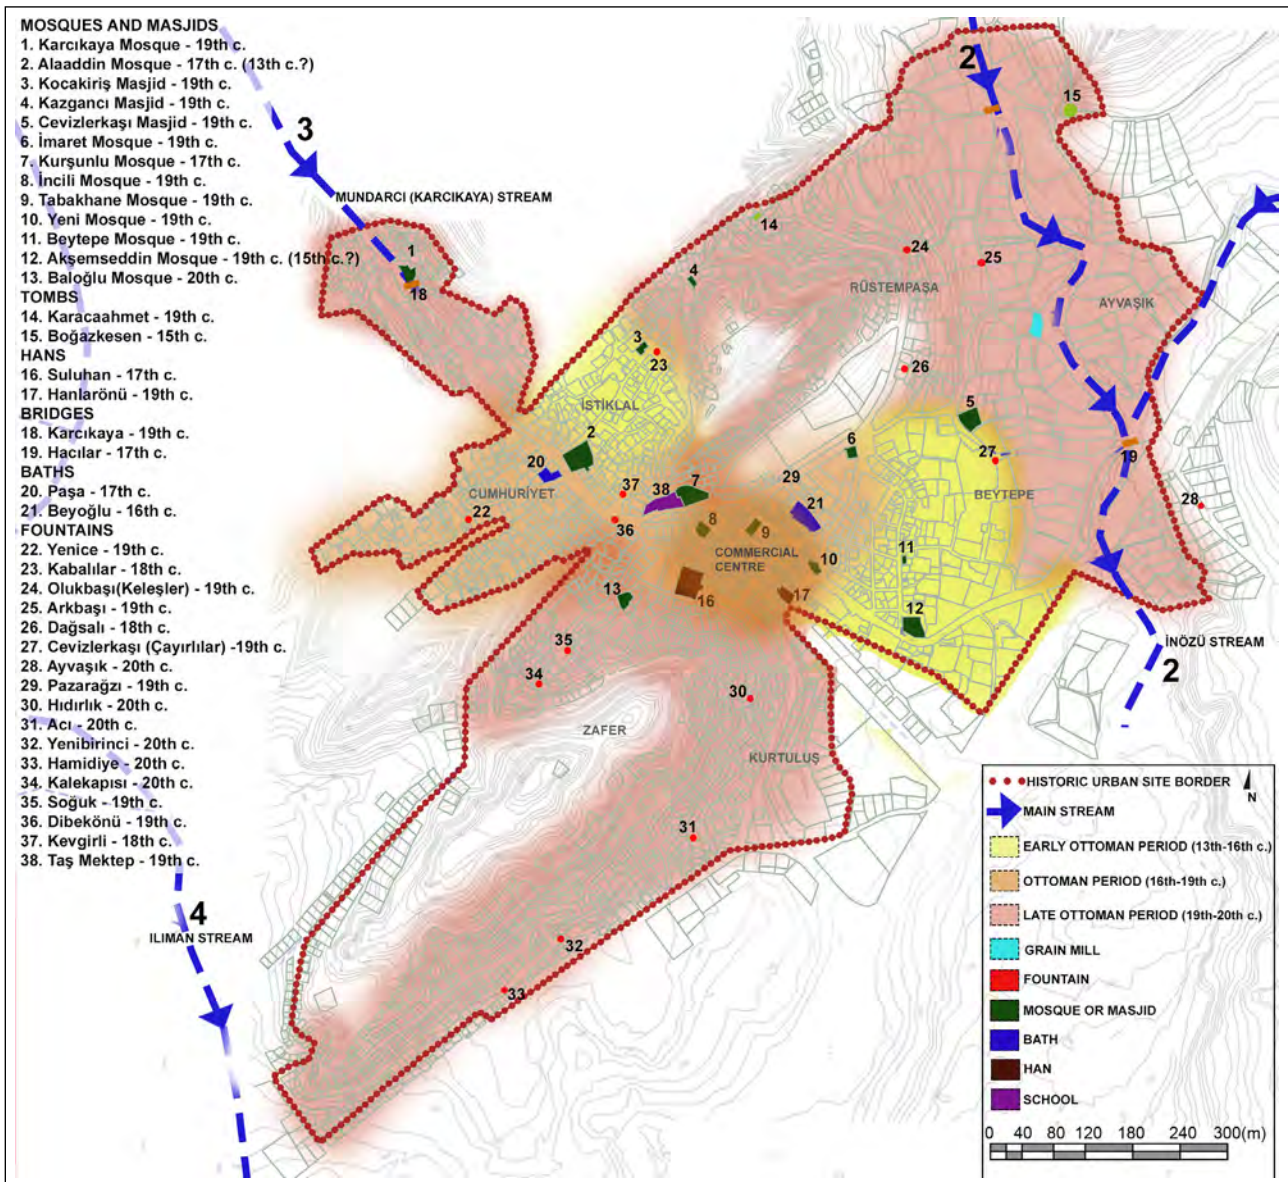 MOSQUES AND MASJIDS
1. Karcıkaya Mosque - 19th c.
2. Alaaddin Mosque - 17th c. (13th c.?)
3. Kocakiriş Masjid - 19th c.
4. Kazgancı Masjid - 19th c.
5. Cevizlerkaşı Masjid - 19th c.
6. İmaret Mosque - 19th c.
7. Kurşunlu Mosque - 17th c.
8. İncili Mosque - 19th c.
9. Tabakhane Mosque - 19th c.
10. Yeni Mosque - 19th c.
11. Beytepe Mosque - 19th c.
12. Akşemseddin Mosque - 19th c. (15th c.?)
13. Baloğlu Mosque - 20th c.
TOMBS
14. Karacaahmet - 19th c.
15. Boğazkesen - 15th c.
HANS
16. Suluhan - 17th c.
17. Hanlarönü - 19th c.
BRIDGES
18. Karcıkaya - 19th c.
19. Hacılar - 17th c.
BATHS
20. Paşa - 17th c.
21. Beyoğlu - 16th c.
FOUNTAINS
22. Yenice - 19th c.
23. Kabalılar - 18th c.
24. Olukbaşı(Keleşler) - 19th c.
25. Arkbaşı - 19th c.
26. Dağsalı - 18th c.
27. Cevizlerkaşı (Çayırlılar) -19th c.
28. Ayvaşık - 20th c.
29. Pazarağzı - 19th c.
30. Hıdırlık - 20th c.
31. Acı - 20th c.
32. Yenibirinci - 20th c.
33. Hamidiye - 20th c.
34. Kalekapısı - 20th c.
35. Soğuk - 19th c.
36. Dibekönü - 19th c.
37. Kevgirli - 18th c.
38. Taş Mektep - 19th c.
3
MUNDARCI (KARCIKAYA) STREAM
1
18
2
15
14
24
25
4
RÜSTEMPAŞA
AYVAŞIK
3
23
26
İSTİKLAL
5
2
6
20
27
19
CUMHURİYET
37
38
7
29
21
BEYTEPE
28
22
36
8
9
COMMERCIAL
CENTRE
10
11
13
16
17
12
35
İNÖZÜ STREAM
34
30
2
ZAFER
KURTULUŞ
31
4
ILIMAN STREAM
32
33
HISTORIC URBAN SITE BORDER
N
MAIN STREAM
EARLY OTTOMAN PERIOD (13th-16th c.)
OTTOMAN PERIOD (16th-19th c.)
LATE OTTOMAN PERIOD (19th-20th c.)
GRAIN MILL
FOUNTAIN
MOSQUE OR MASJID
BATH
HAN
SCHOOL
0 40 80 120 180 240 300(m)